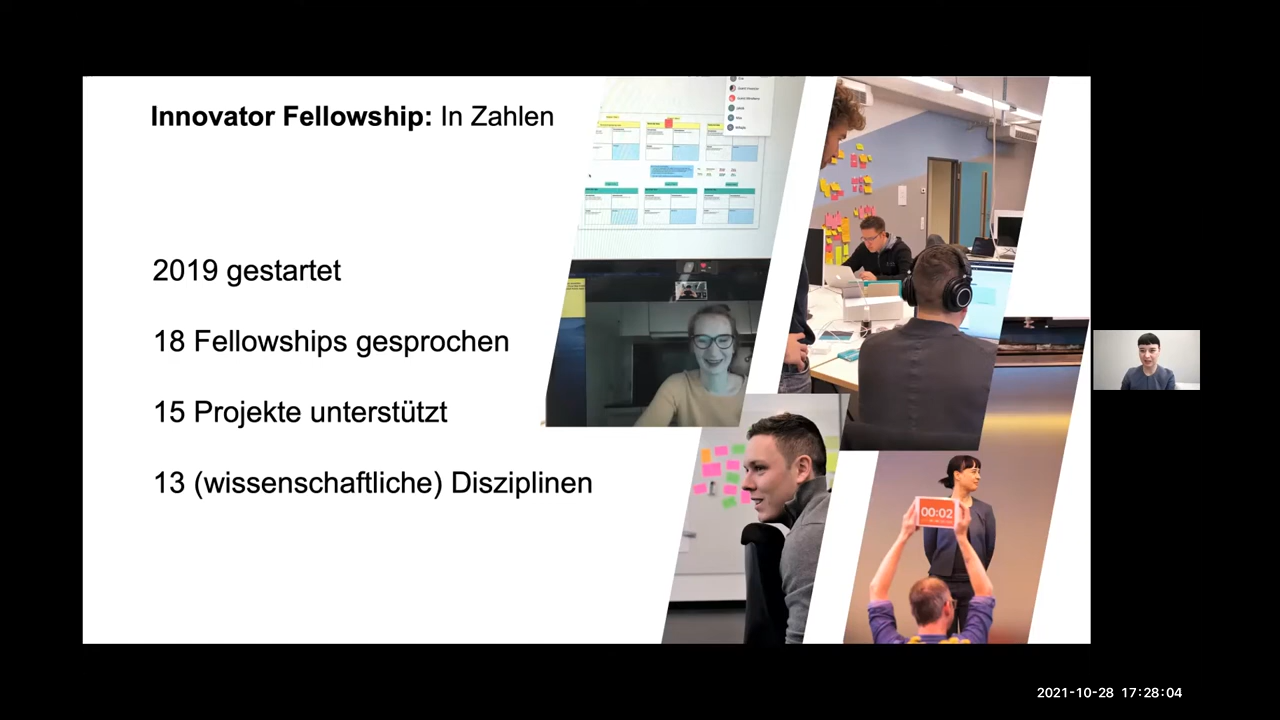 Innovator Fellowship: In Zahlen
2019 gestartet
18 Fellowships gesprochen
15 Projekte unterstützt
13 (wissenschaftliche) Disziplinen
00:02
2021-10-28 17:28:04